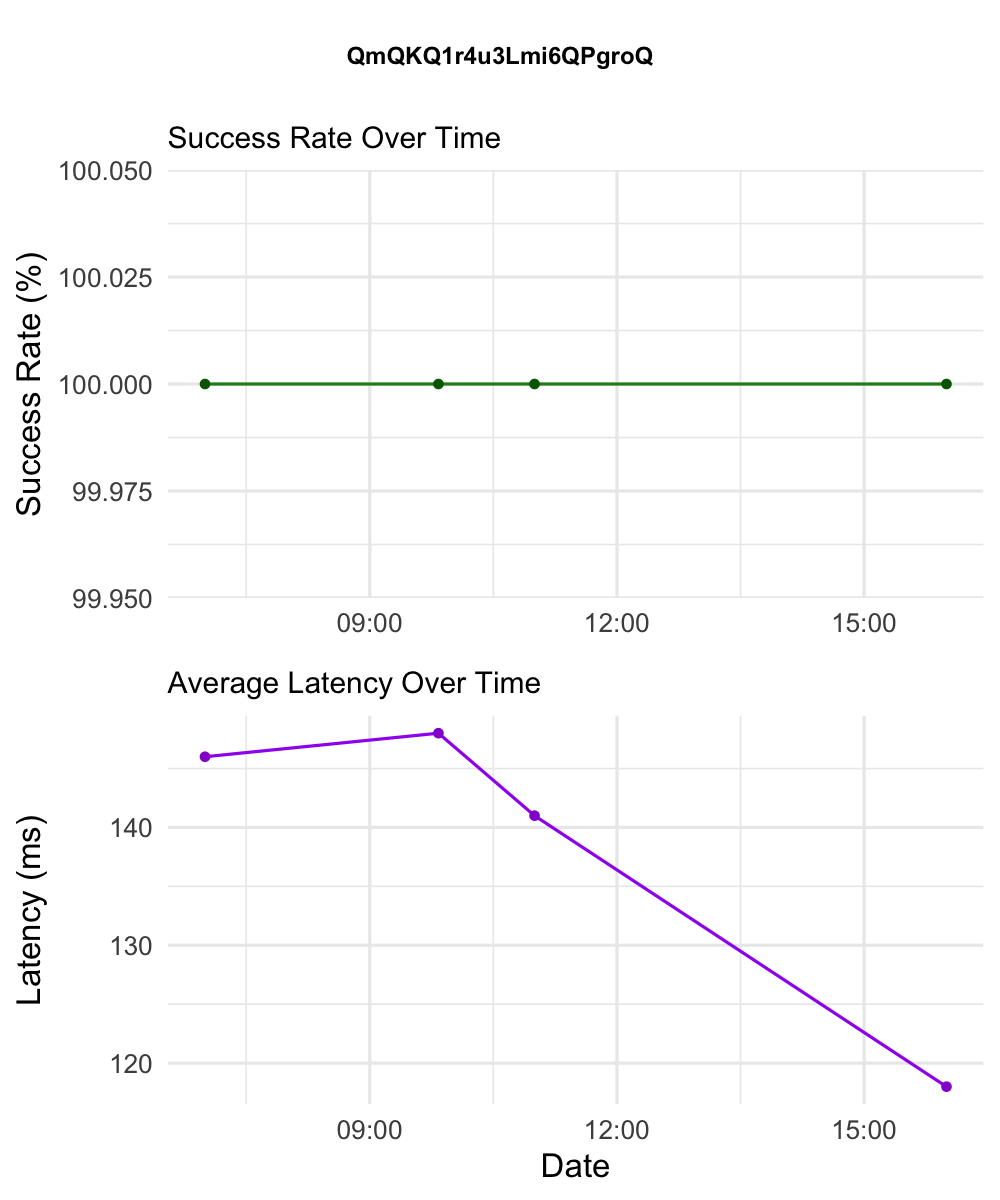 QmQKQ1r4u3Lmi6QPgroQ
Success Rate Over Time
Success Rate (%)
100.050
100.025
100.000
99.975
99.950
09:00 12:00 15:00
Average Latency Over Time
Latency (ms)
140
130
120
09:00 12:00 15:00
Date